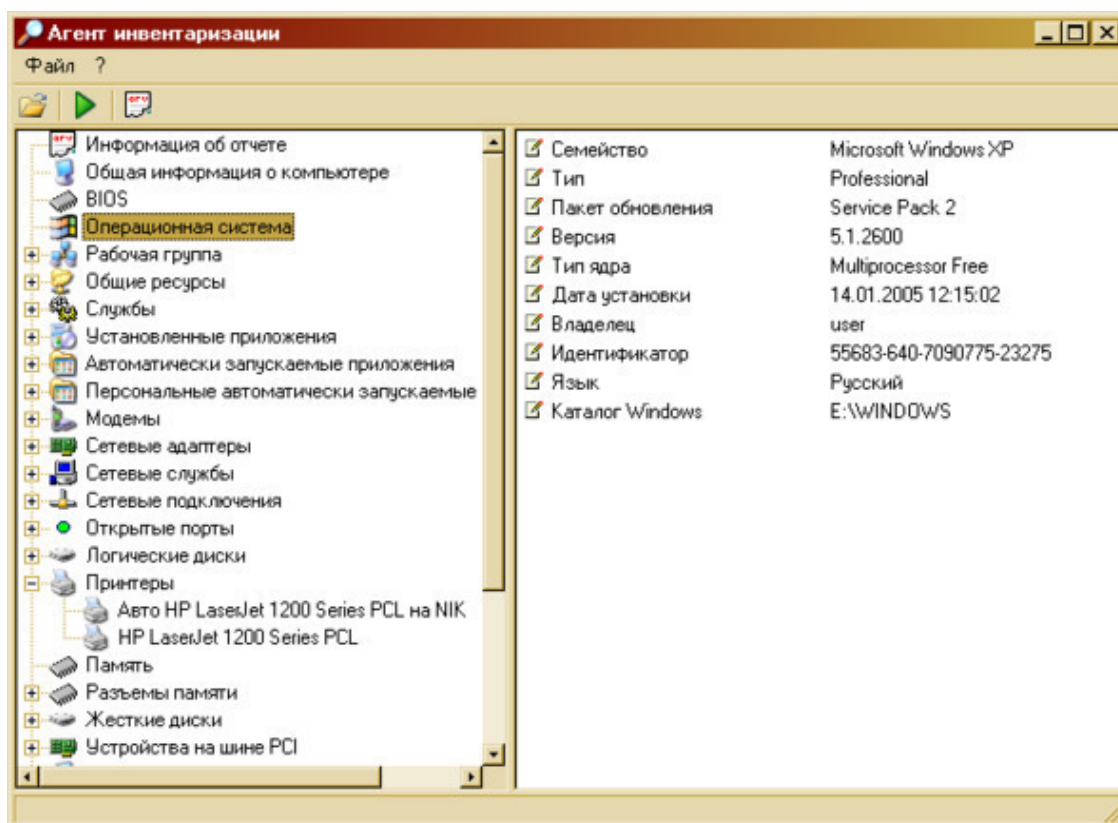 Агент инвентаризации
Файл ?
Информация об отчете
Общая информация о компьютере
BIOS
Операционная система
Рабочая группа
Общие ресурсы
Службы
Установленные приложения
Автоматически запускаемые приложения
Персональные автоматически запускаемые
Модемы
Сетевые адаптеры
Сетевые службы
Сетевые подключения
Открытые порты
Логические диски
Принтеры
Авто HP LaserJet 1200 Series PCL на NIK
HP LaserJet 1200 Series PCL
Память
Разъемы памяти
Жесткие диски
Устройства на шине PCI
Семейство Microsoft Windows XP
Тип Professional
Пакет обновления Service Pack 2
Версия 5.1.2600
Тип ядра Multiprocessor Free
Дата установки 14.01.2005 12:15:02
Владелец user
Идентификатор 55683-640-7090775-23275
Язык Русский
Каталог Windows E:\WINDOWS